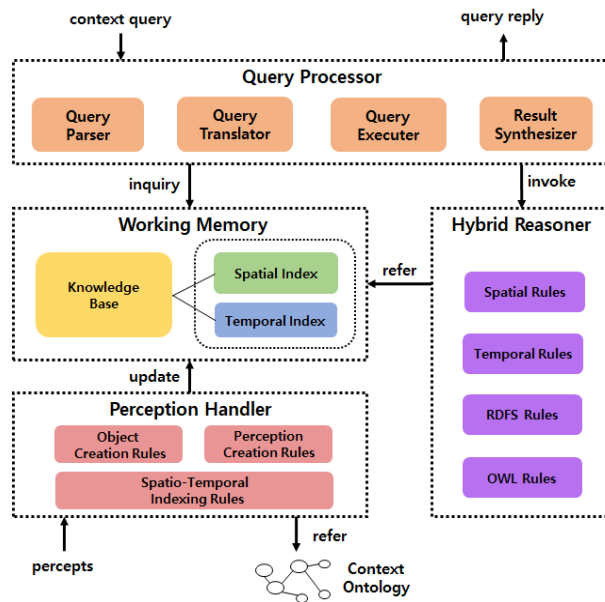 context query
query reply
Query Processor
Query
Parser
Query
Translator
Query
Executer
Result
Synthesizer
inquiry
invoke
Working Memory
Hybrid Reasoner
Knowledge
Base
Spatial Index
Temporal Index
refer
Spatial Rules
Temporal Rules
RDFS Rules
OWL Rules
update
Perception Handler
Object
Creation Rules
Perception
Creation Rules
Spatio-Temporal
Indexing Rules
percepts
refer
Context
Ontology